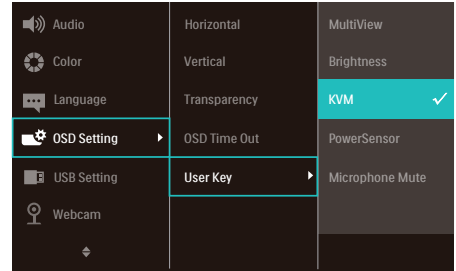 Audio
Color
Language
OSD Setting
USB Setting
Webcam
Horizontal
Vertical
Transparency
OSD Time Out
User Key
MultiView
Brightness
KVM
PowerSensor
Microphone Mute